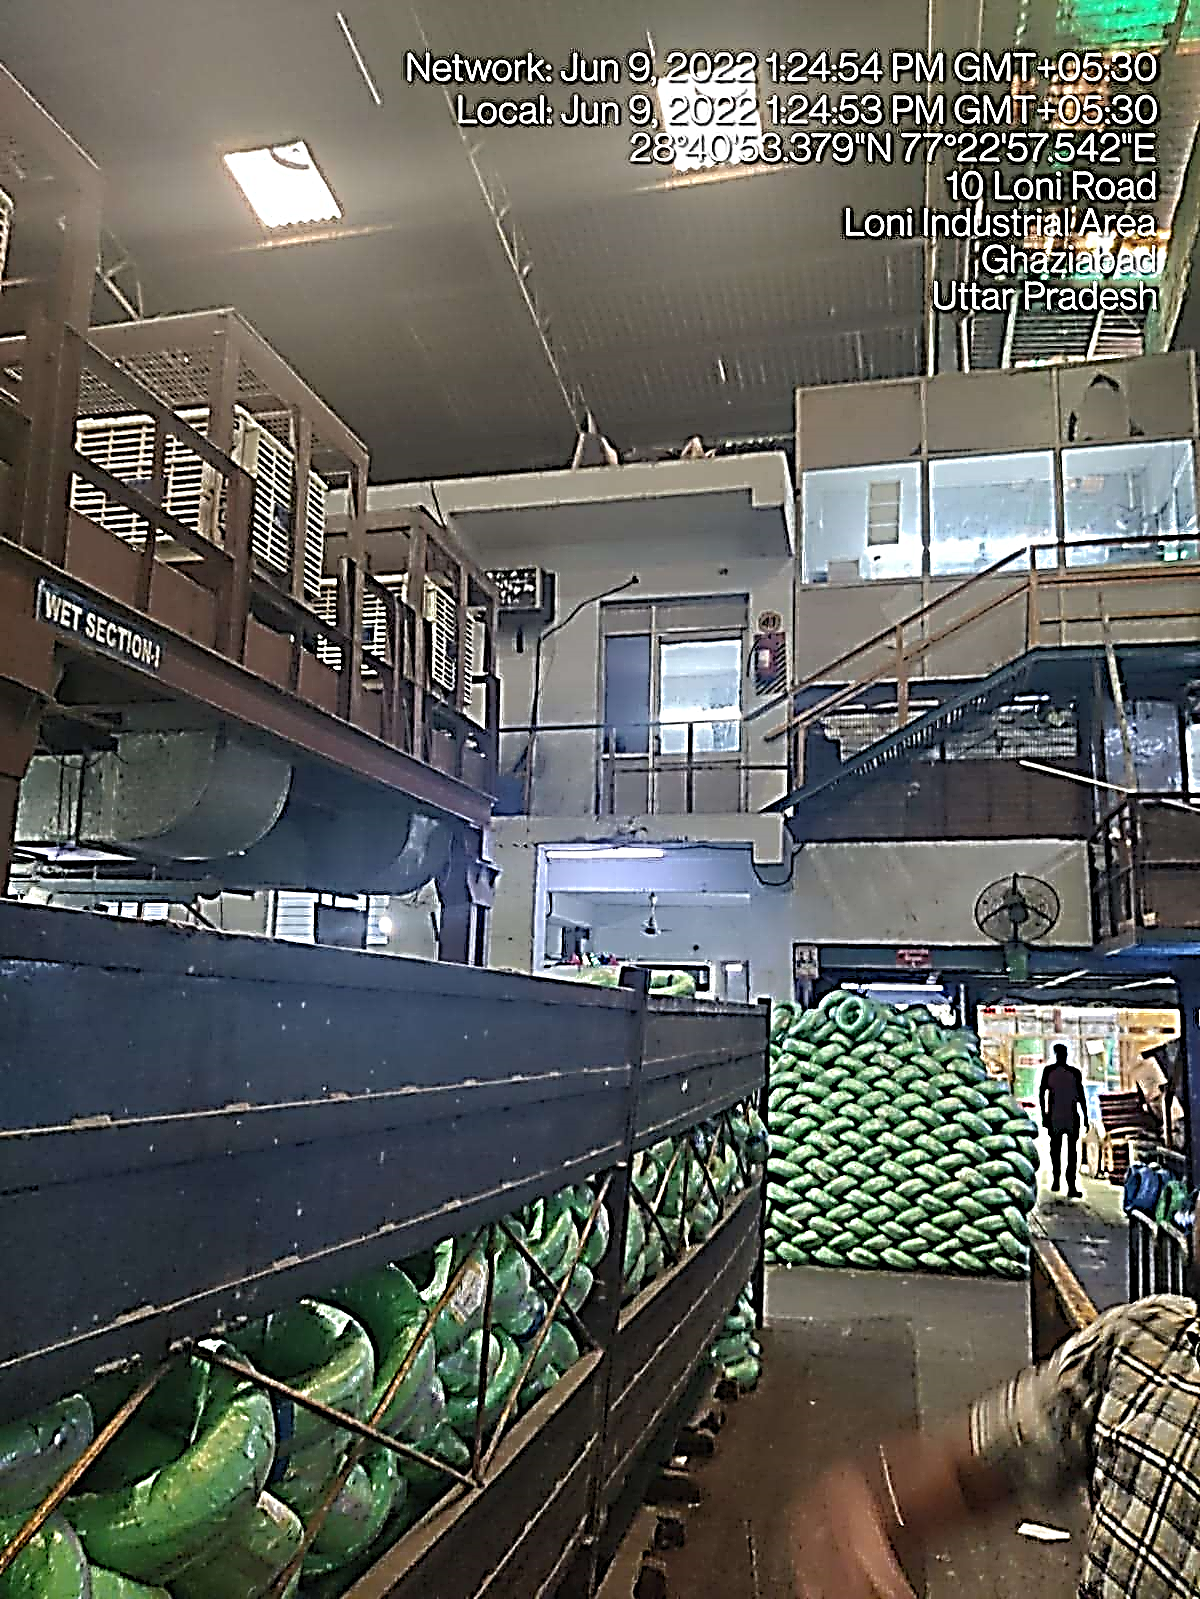 Network: Jun 9, 2022 1:24:54 PM GMT+05:30
Local: Jun 9, 2022 1:24:53 PM GMT+05:30
28°40'53.379"N 77°22'57.542"E
10 Loni Road
Loni Industrial Area
Ghaziabad
Uttar Pradesh
WET SECTION-I
41